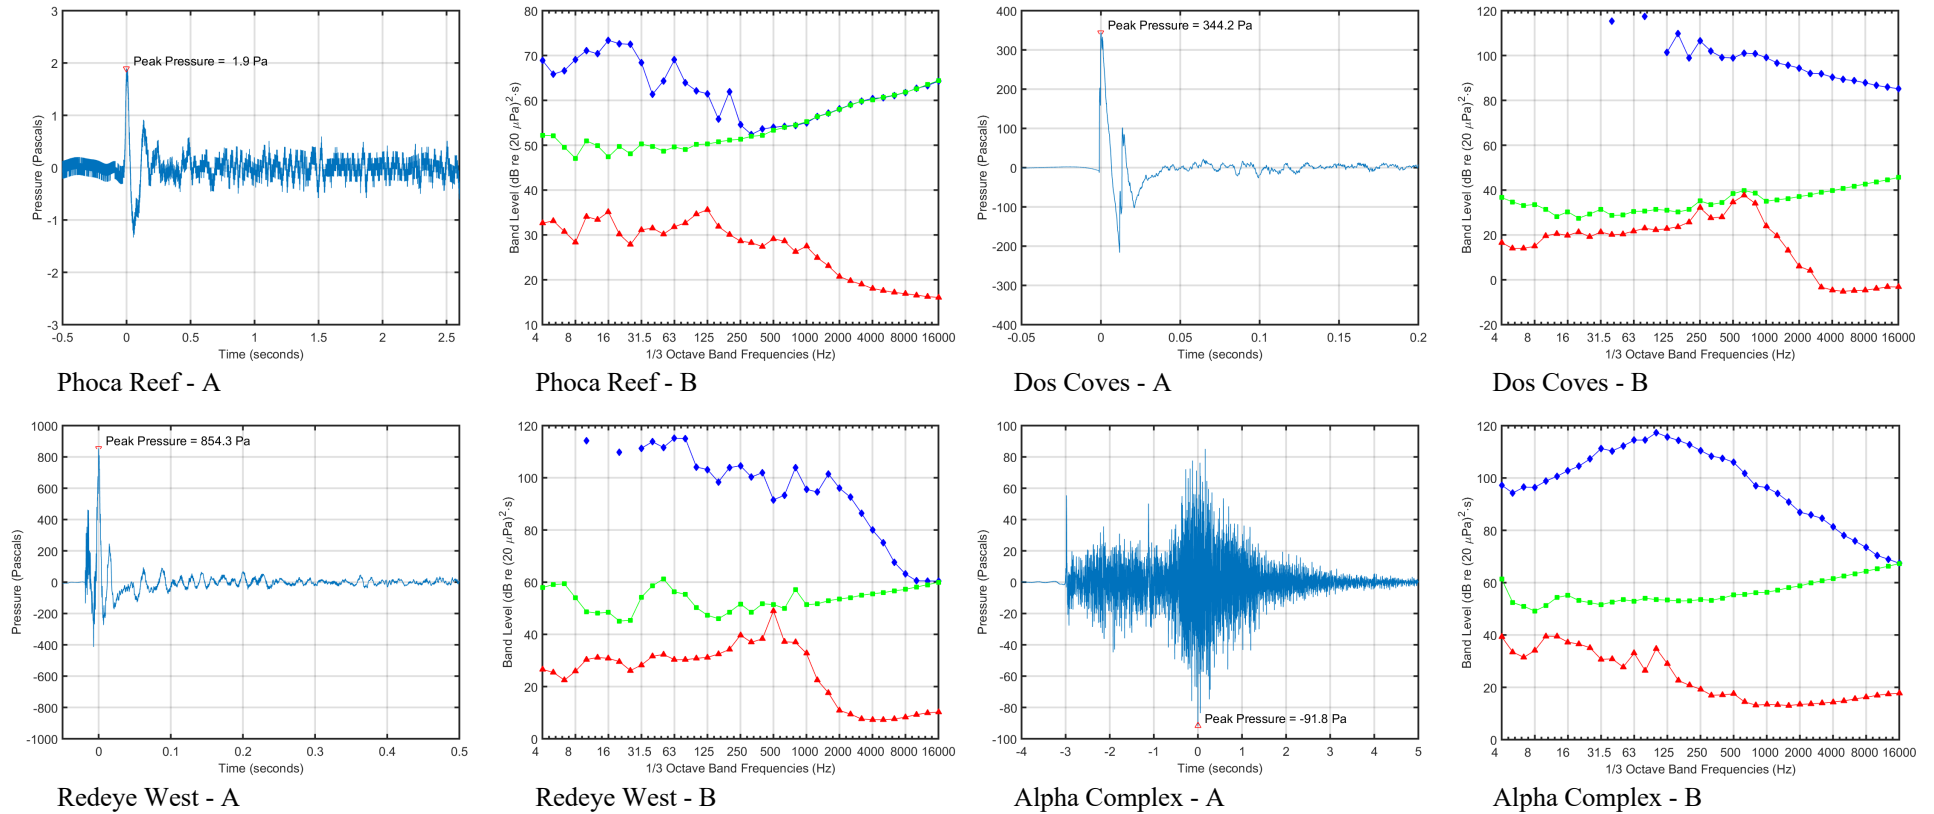 3
2
1
0
-1
-2
-3
Pressure (Pascals)
Peak Pressure = 1.9 Pa
-0.5 0 0.5 1 1.5 2 2.5
Time (seconds)
Phoca Reef - A
80
70
60
50
40
30
20
10
Band Level (dB re (20 μPa)²·s)
4 8 16 31.5 63 125 250 500 1000 2000 4000 8000 16000
1/3 Octave Band Frequencies (Hz)
Phoca Reef - B
400
300
200
100
0
-100
-200
-300
-400
Pressure (Pascals)
Peak Pressure = 344.2 Pa
-0.05 0 0.05 0.1 0.15 0.2
Time (seconds)
Dos Coves - A
120
100
80
60
40
20
0
-20
Band Level (dB re (20 μPa)²·s)
4 8 16 31.5 63 125 250 500 1000 2000 4000 8000 16000
1/3 Octave Band Frequencies (Hz)
Dos Coves - B
1000
800
600
400
200
0
-200
-400
-600
-800
-1000
Pressure (Pascals)
Peak Pressure = 854.3 Pa
0 0.1 0.2 0.3 0.4 0.5
Time (seconds)
Redeye West - A
120
100
80
60
40
20
0
Band Level (dB re (20 μPa)²·s)
4 8 16 31.5 63 125 250 500 1000 2000 4000 8000 16000
1/3 Octave Band Frequencies (Hz)
Redeye West - B
100
80
60
40
20
0
-20
-40
-60
-80
-100
Pressure (Pascals)
Peak Pressure = -91.8 Pa
-4 -3 -2 -1 0 1 2 3 4 5
Time (seconds)
Alpha Complex - A
120
100
80
60
40
20
0
Band Level (dB re (20 μPa)²·s)
4 8 16 31.5 63 125 250 500 1000 2000 4000 8000 16000
1/3 Octave Band Frequencies (Hz)
Alpha Complex - B